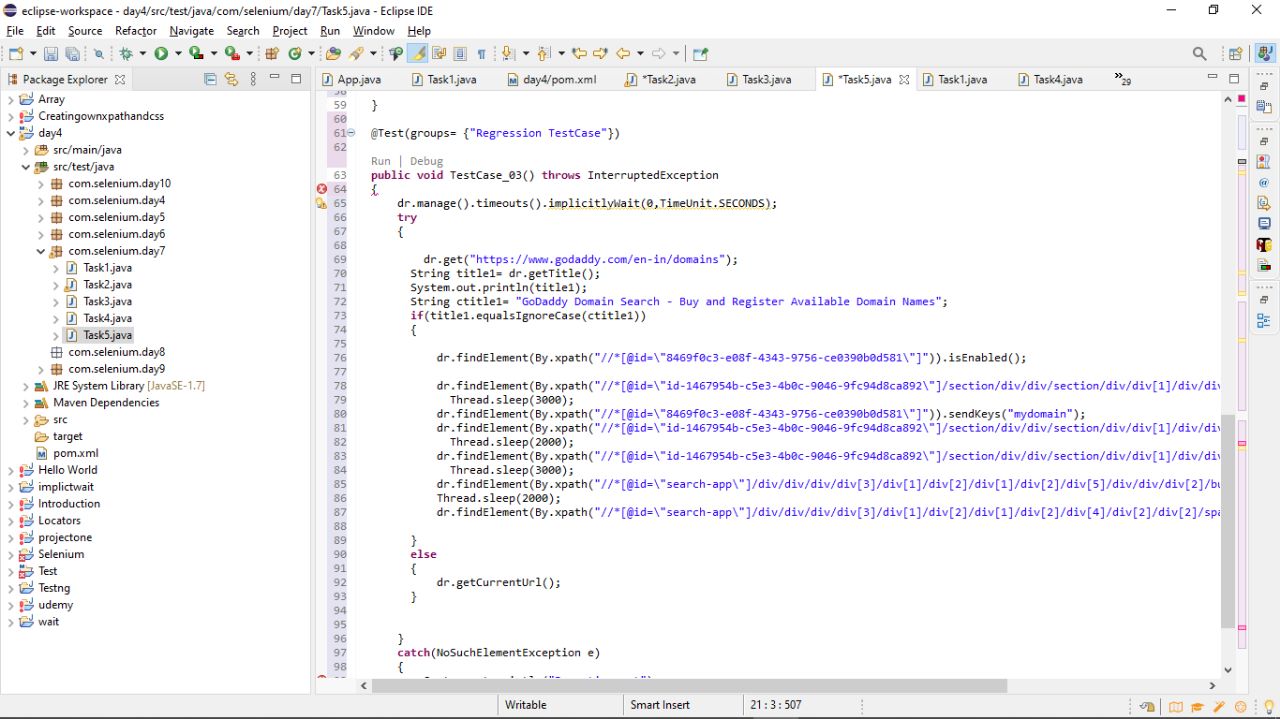 eclipse-workspace - day4/src/test/java/com/selenium/day7/Task5.java - Eclipse IDE
File Edit Source Refactor Navigate Search Project Run Window Help
Package Explorer
App.java Task1.java day4/pom.xml *Task2.java Task3.java *Task5.java Task1.java Task4.java »29
Array
Creatingownxpathandcss
day4
src/main/java
src/test/java
com.selenium.day10
com.selenium.day4
com.selenium.day5
com.selenium.day6
com.selenium.day7
Task1.java
Task2.java
Task3.java
Task4.java
Task5.java
com.selenium.day8
com.selenium.day9
JRE System Library [JavaSE-1.7]
Maven Dependencies
src
target
pom.xml
Hello World
implictwait
Introduction
Locators
projectone
Selenium
Test
Testng
udemy
wait
58
59 }
60
61 @Test(groups= {"Regression TestCase"})
62
Run | Debug
63 public void TestCase_03() throws InterruptedException
64 {
65 dr.manage().timeouts().implicitlyWait(0,TimeUnit.SECONDS);
66 try
67 {
68
69 dr.get("https://www.godaddy.com/en-in/domains");
70 String title1= dr.getTitle();
71 System.out.println(title1);
72 String ctitle1= "GoDaddy Domain Search - Buy and Register Available Domain Names";
73 if(title1.equalsIgnoreCase(ctitle1))
74 {
75
76 dr.findElement(By.xpath("//*[@id=\"8469f0c3-e08f-4343-9756-ce0390b0d581\"]")).isEnabled();
77
78 dr.findElement(By.xpath("//*[@id=\"id-1467954b-c5e3-4b0c-9046-9fc94d8ca892\"]/section/div/div/section/div/div[1]/div/div
79 Thread.sleep(3000);
80 dr.findElement(By.xpath("//*[@id=\"8469f0c3-e08f-4343-9756-ce0390b0d581\"]")).sendKeys("mydomain");
81 dr.findElement(By.xpath("//*[@id=\"id-1467954b-c5e3-4b0c-9046-9fc94d8ca892\"]/section/div/div/section/div/div[1]/div/div
82 Thread.sleep(2000);
83 dr.findElement(By.xpath("//*[@id=\"id-1467954b-c5e3-4b0c-9046-9fc94d8ca892\"]/section/div/div/section/div/div[1]/div/div
84 Thread.sleep(3000);
85 dr.findElement(By.xpath("//*[@id=\"search-app\"]/div/div/div/div[3]/div[1]/div[2]/div[1]/div[2]/div[5]/div/div/div[2]/bu
86 Thread.sleep(2000);
87 dr.findElement(By.xpath("//*[@id=\"search-app\"]/div/div/div/div[3]/div[1]/div[2]/div[1]/div[2]/div[4]/div[2]/div[2]/spa
88
89 }
90 else
91 {
92 dr.getCurrentUrl();
93 }
94
95
96 }
97 catch(NoSuchElementException e)
98 {
Writable Smart Insert 21 : 3 : 507